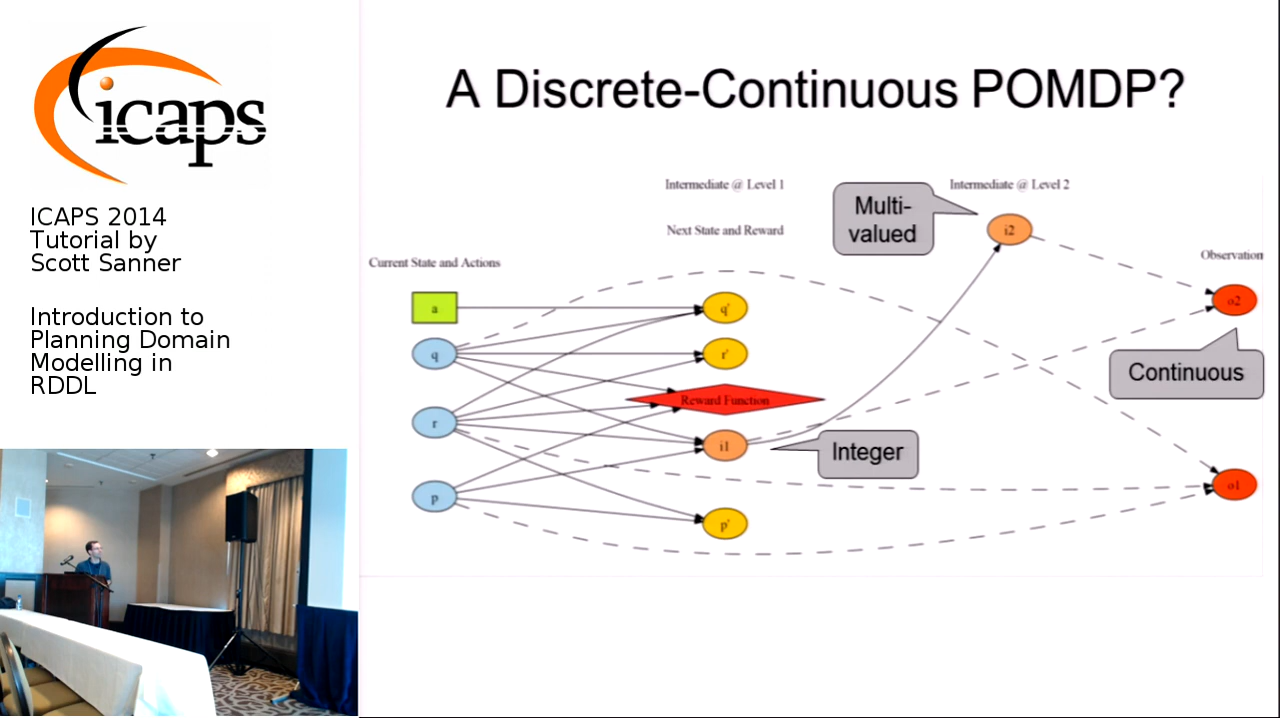 icaps
ICAPS 2014
Tutorial by
Scott Sanner
Introduction to
Planning Domain
Modelling in
RDDL
A Discrete-Continuous POMDP?
Intermediate @ Level 1
Intermediate @ Level 2
Multi-
valued
i2
Next State and Reward
Current State and Actions
Observation
a
q'
o2
q
r'
Continuous
Reward Function
r
i1
Integer
o1
p
p'